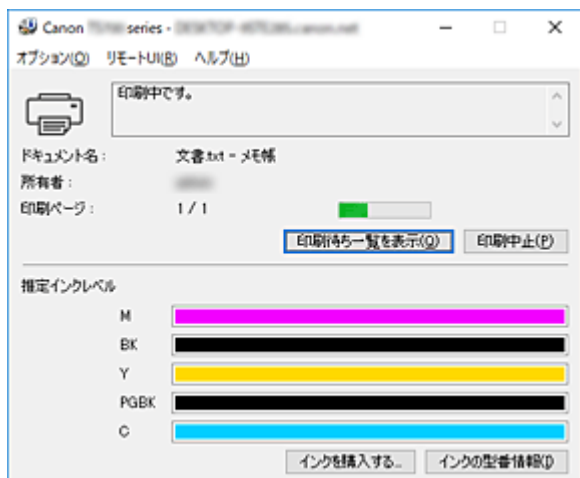 Canon series -
オプション(O) リモートUI(R) ヘルプ(H)
印刷中です。
ドキュメント名： 文書.txt - メモ帳
所有者：
印刷ページ： 1 / 1
印刷待ち一覧を表示(Q) 印刷中止(P)
推定インクレベル
M
BK
Y
PGBK
C
インクを購入する... インクの型番情報(I)